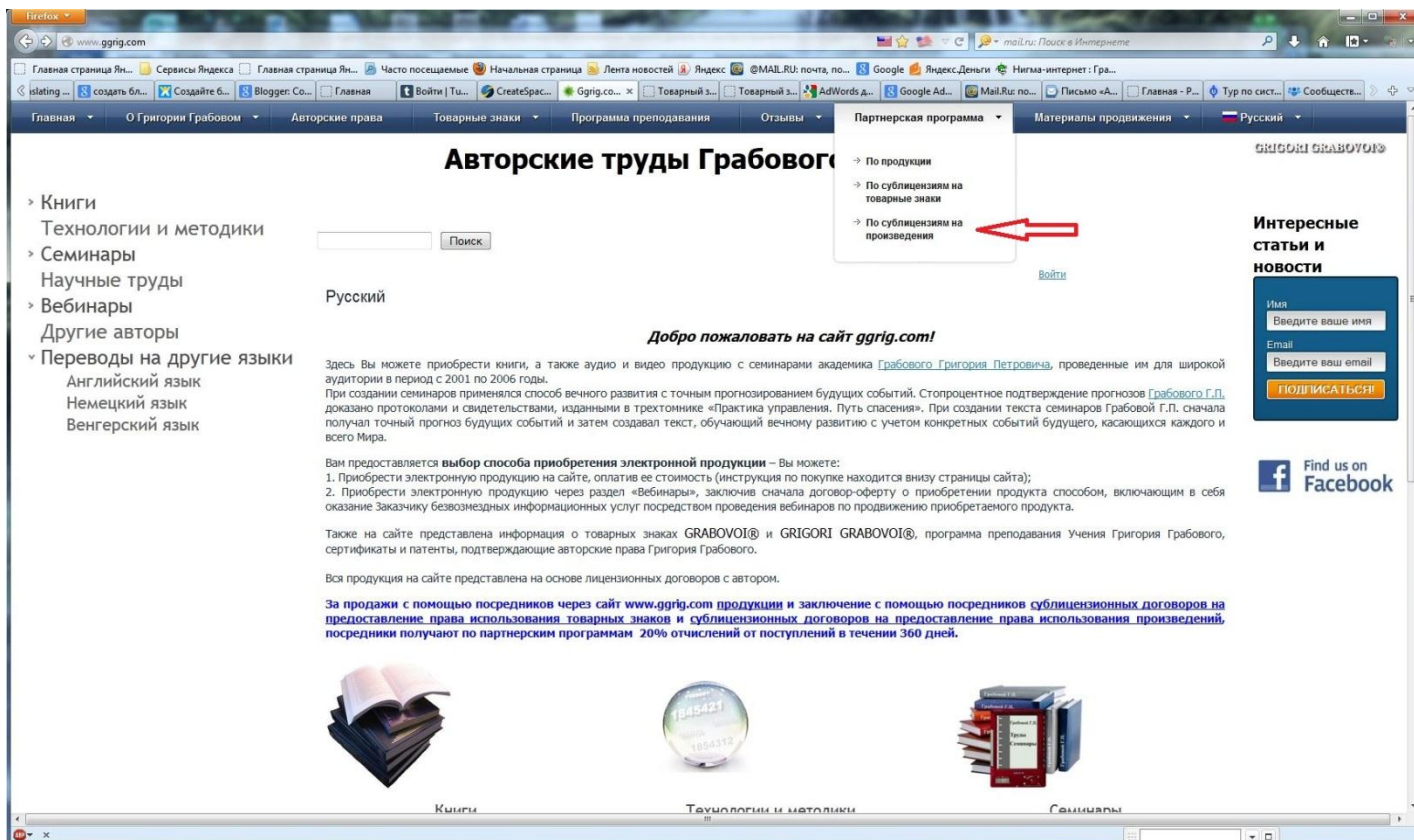 Firefox
www.ggrig.com
mail.ru: Поиск в Интернете
Главная страница Ян... Сервисы Яндекса Главная страница Ян... Часто посещаемые Начальная страница Лента новостей Яндекс @MAIL.RU: почта, по... Google Яндекс.Деньги Нигма-интернет : Гра...
islating ... создать бл... Создайте б... Blogger: Co... Главная Войти | Tu... CreateSpac... Ggrig.co... × Товарный з... Товарный з... AdWords д... Google Ad... Mail.Ru: по... Письмо «А... Главная - Р... Тур по сист... Сообществ...
Главная О Григории Грабовом Авторские права Товарные знаки Программа преподавания Отзывы Партнерская программа Материалы продвижения Русский
Авторские труды Грабового
GRIGORI GRABOVOI®
→ По продукции
→ По сублицензиям на
товарные знаки
→ По сублицензиям на
произведения
Книги
Технологии и методики
Семинары
Научные труды
Вебинары
Другие авторы
Переводы на другие языки
Английский язык
Немецкий язык
Венгерский язык
Поиск
Войти
Русский
Добро пожаловать на сайт ggrig.com!
Здесь Вы можете приобрести книги, а также аудио и видео продукцию с семинарами академика Грабового Григория Петровича, проведенные им для широкой
аудитории в период с 2001 по 2006 годы.
При создании семинаров применялся способ вечного развития с точным прогнозированием будущих событий. Стопроцентное подтверждение прогнозов Грабового Г.П.
доказано протоколами и свидетельствами, изданными в трехтомнике «Практика управления. Путь спасения». При создании текста семинаров Грабовой Г.П. сначала
получал точный прогноз будущих событий и затем создавал текст, обучающий вечному развитию с учетом конкретных событий будущего, касающихся каждого и
всего Мира.
Вам предоставляется выбор способа приобретения электронной продукции – Вы можете:
1. Приобрести электронную продукцию на сайте, оплатив ее стоимость (инструкция по покупке находится внизу страницы сайта);
2. Приобрести электронную продукцию через раздел «Вебинары», заключив сначала договор-оферту о приобретении продукта способом, включающим в себя
оказание Заказчику безвозмездных информационных услуг посредством проведения вебинаров по продвижению приобретаемого продукта.
Также на сайте представлена информация о товарных знаках GRABOVOI® и GRIGORI GRABOVOI®, программа преподавания Учения Григория Грабового,
сертификаты и патенты, подтверждающие авторские права Григория Грабового.
Вся продукция на сайте представлена на основе лицензионных договоров с автором.
За продажи с помощью посредников через сайт www.ggrig.com продукции и заключение с помощью посредников сублицензионных договоров на
предоставление права использования товарных знаков и сублицензионных договоров на предоставление права использования произведений,
посредники получают по партнерским программам 20% отчислений от поступлений в течении 360 дней.
Интересные
статьи и
новости
Имя
Введите ваше имя
Email
Введите ваш email
ПОДПИСАТЬСЯ!
Find us on
Facebook
1845421
1854312
Грабовой Г.П.
Труды
Семинары
Книги
Технологии и методики
Семинары